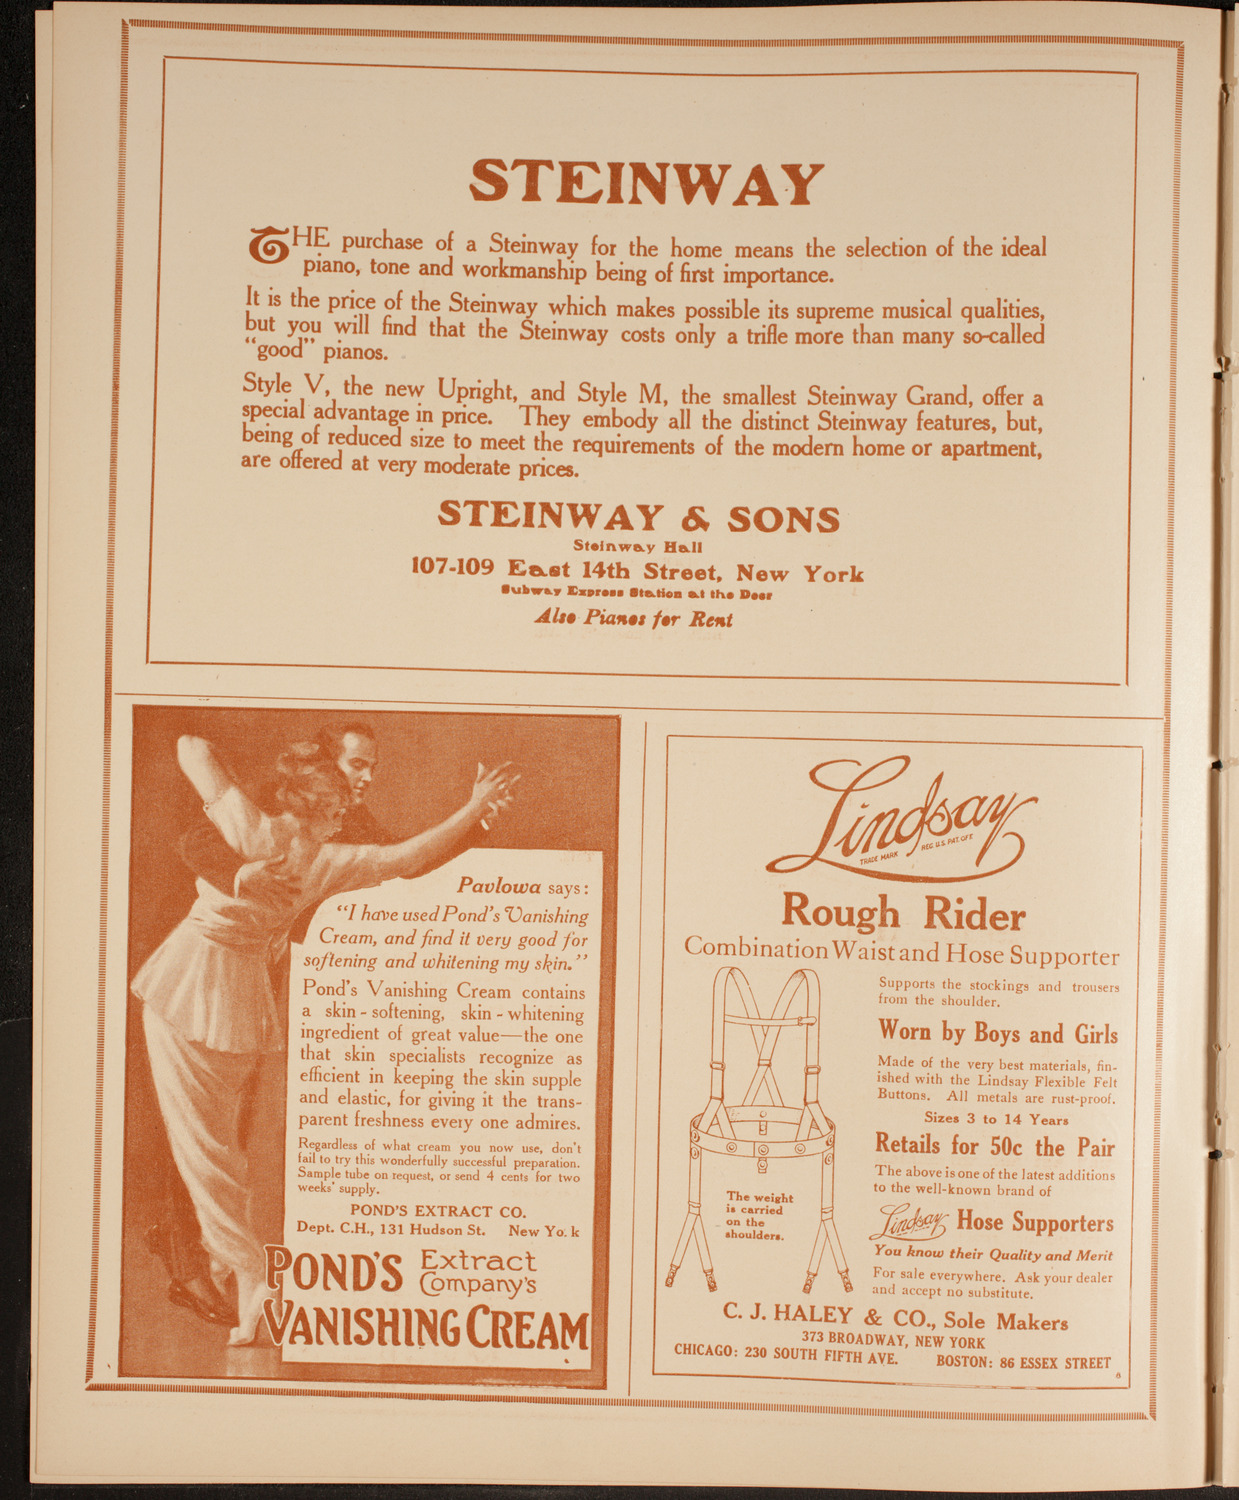 STEINWAY
THE purchase of a Steinway for the home means the selection of the ideal
piano, tone and workmanship being of first importance.
It is the price of the Steinway which makes possible its supreme musical qualities,
but you will find that the Steinway costs only a trifle more than many so-called
"good" pianos.
Style V, the new Upright, and Style M, the smallest Steinway Grand, offer a
special advantage in price. They embody all the distinct Steinway features, but,
being of reduced size to meet the requirements of the modern home or apartment,
are offered at very moderate prices.
STEINWAY & SONS
Steinway Hall
107-109 East 14th Street, New York
Subway Express Station at the Door
Also Pianos for Rent
Pavlowa says:
"I have used Pond's Vanishing
Cream, and find it very good for
softening and whitening my skin."
Pond's Vanishing Cream contains
a skin-softening, skin-whitening
ingredient of great value—the one
that skin specialists recognize as
efficient in keeping the skin supple
and elastic, for giving it the trans-
parent freshness every one admires.
Regardless of what cream you now use, don't
fail to try this wonderfully successful preparation.
Sample tube on request, or send 4 cents for two
weeks' supply.
POND'S EXTRACT CO.
Dept. C.H., 131 Hudson St. New Yo.k
POND'S Extract
Company's
VANISHING CREAM
Lindsay
TRADE MARK REG. U.S. PAT. OFF.
Rough Rider
Combination Waist and Hose Supporter
Supports the stockings and trousers
from the shoulder.
Worn by Boys and Girls
Made of the very best materials, fin-
ished with the Lindsay Flexible Felt
Buttons. All metals are rust-proof.
Sizes 3 to 14 Years
Retails for 50c the Pair
The above is one of the latest additions
to the well-known brand of
Lindsay Hose Supporters
You know their Quality and Merit
For sale everywhere. Ask your dealer
and accept no substitute.
The weight
is carried
on the
shoulders.
C. J. HALEY & CO., Sole Makers
373 BROADWAY, NEW YORK
CHICAGO: 230 SOUTH FIFTH AVE. BOSTON: 86 ESSEX STREET